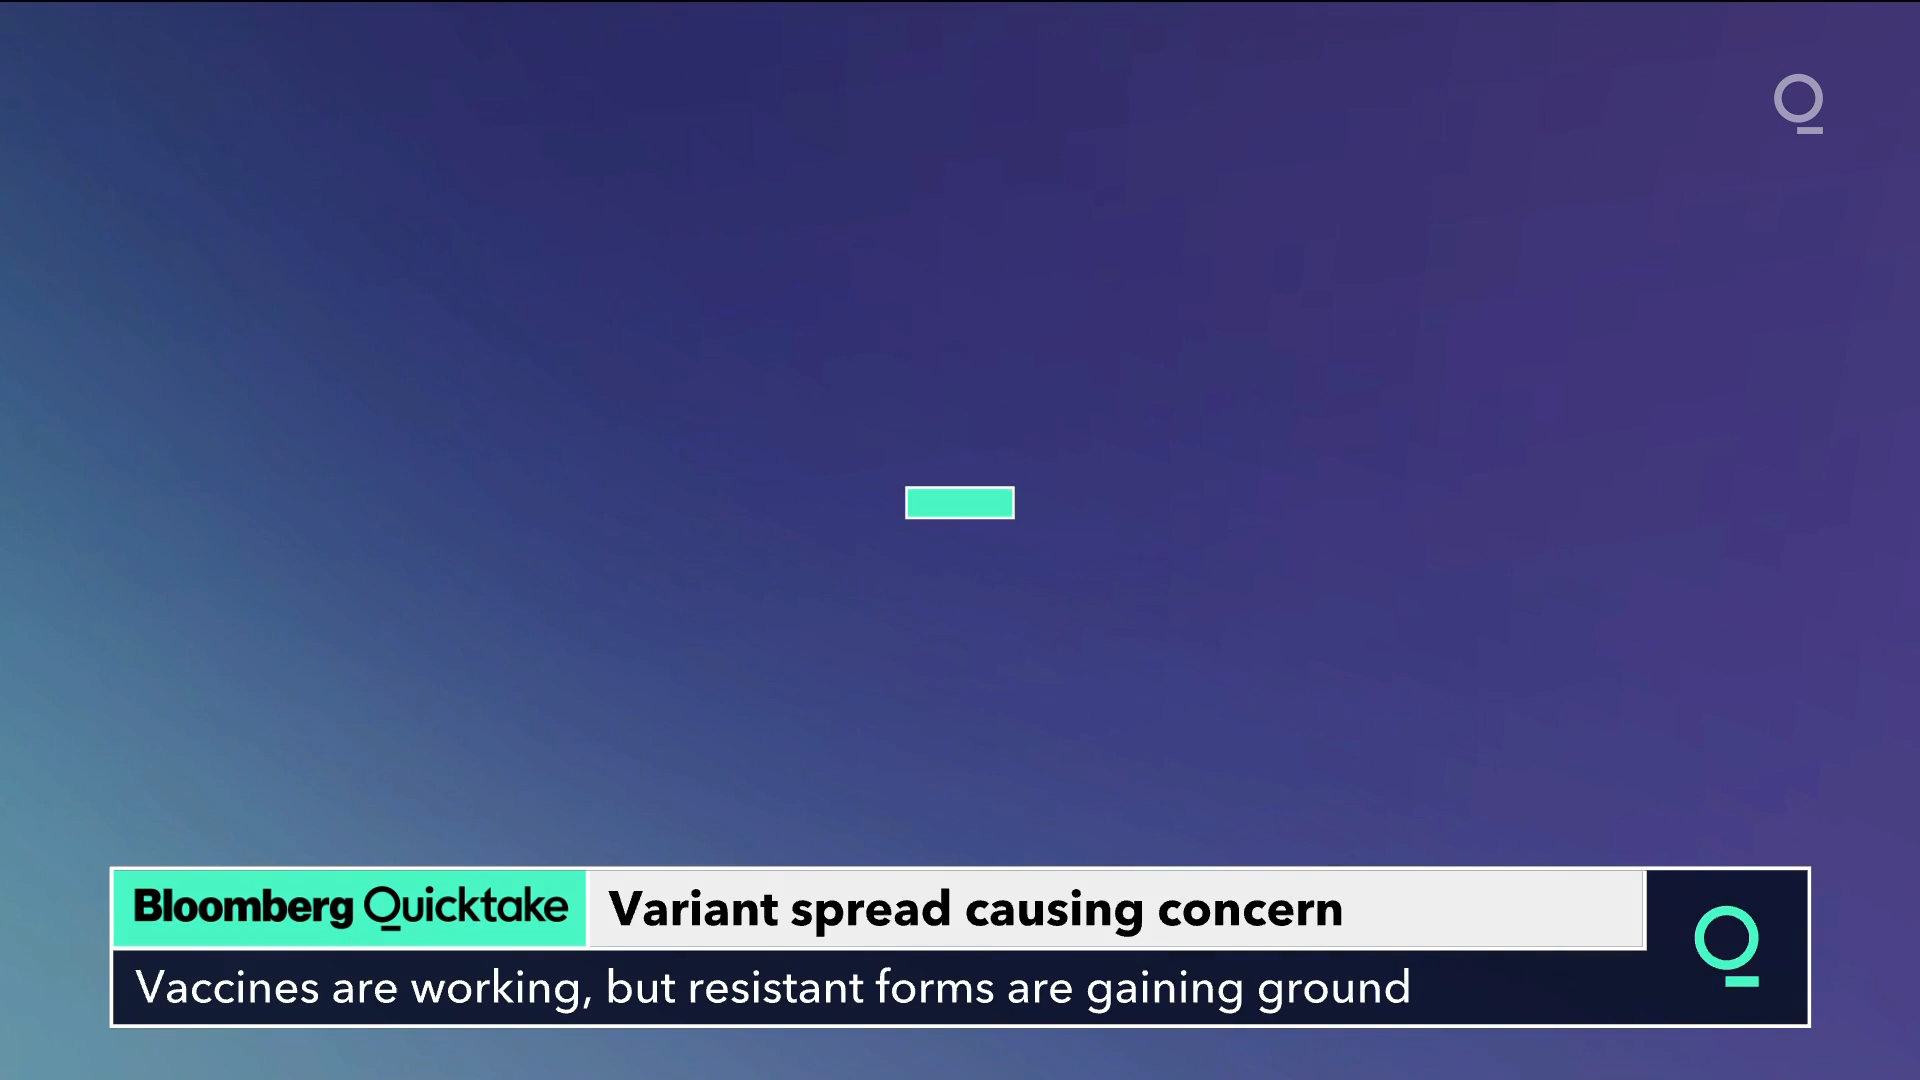 Bloomberg Quicktake
Variant spread causing concern
Vaccines are working, but resistant forms are gaining ground